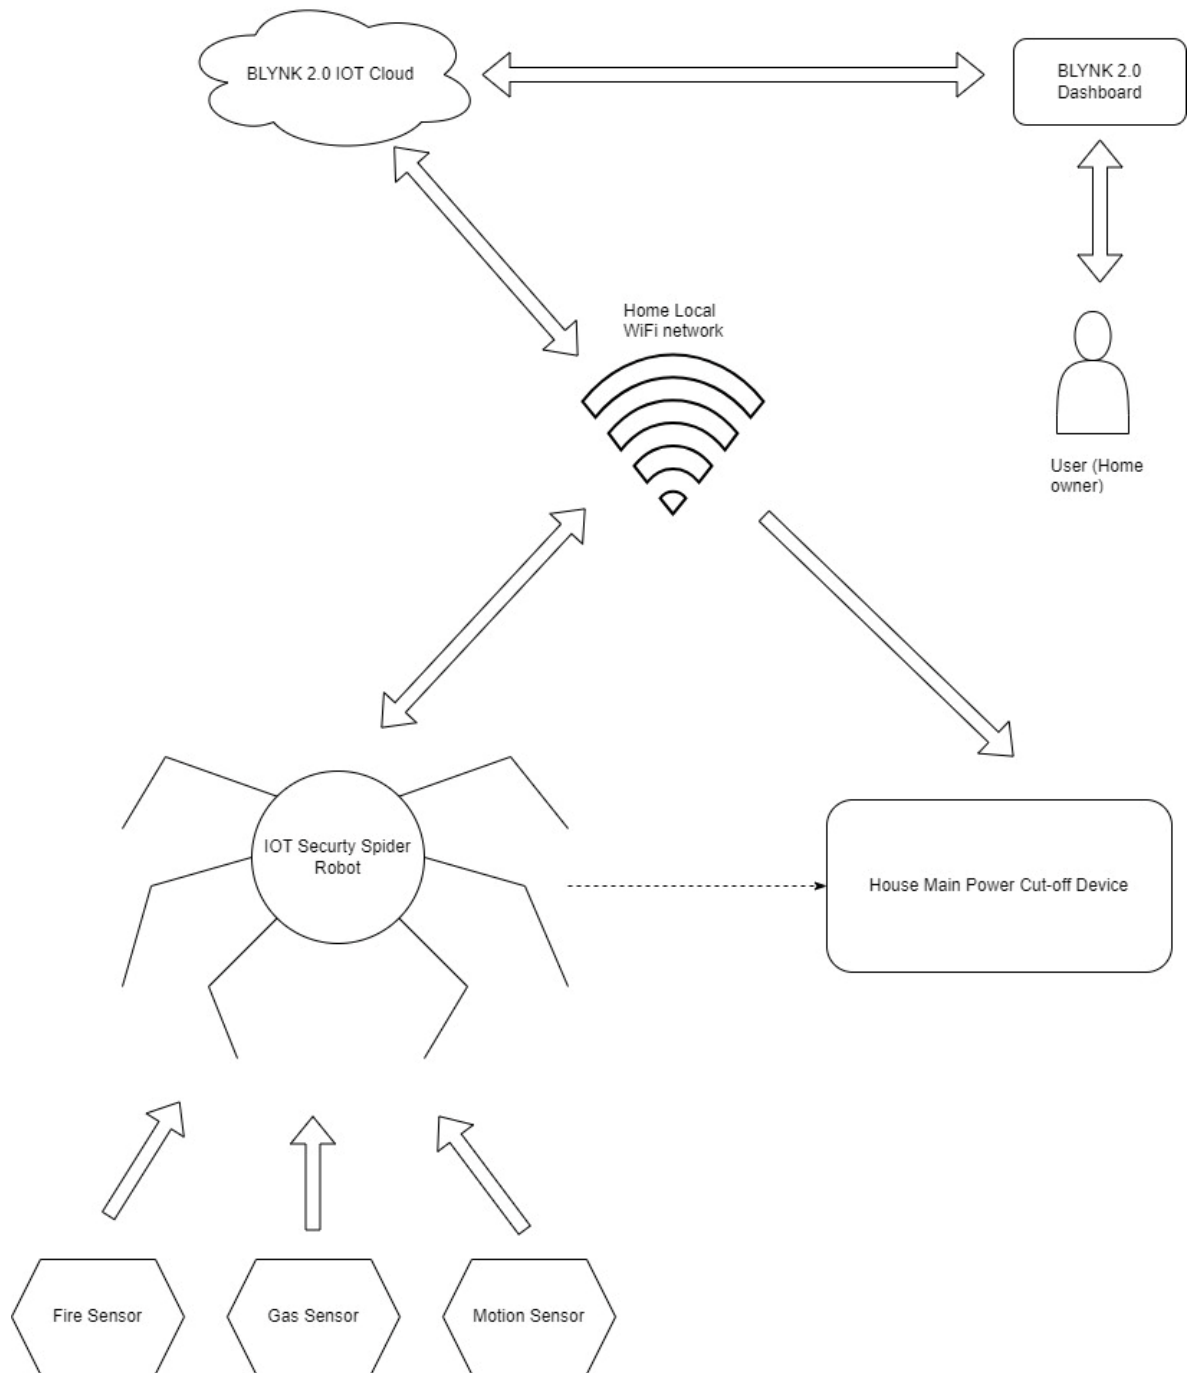 BLYNK 2.0 IOT Cloud
BLYNK 2.0
Dashboard
Home Local
WiFi network
User (Home
owner)
IOT Securty Spider
Robot
House Main Power Cut-off Device
Fire Sensor
Gas Sensor
Motion Sensor